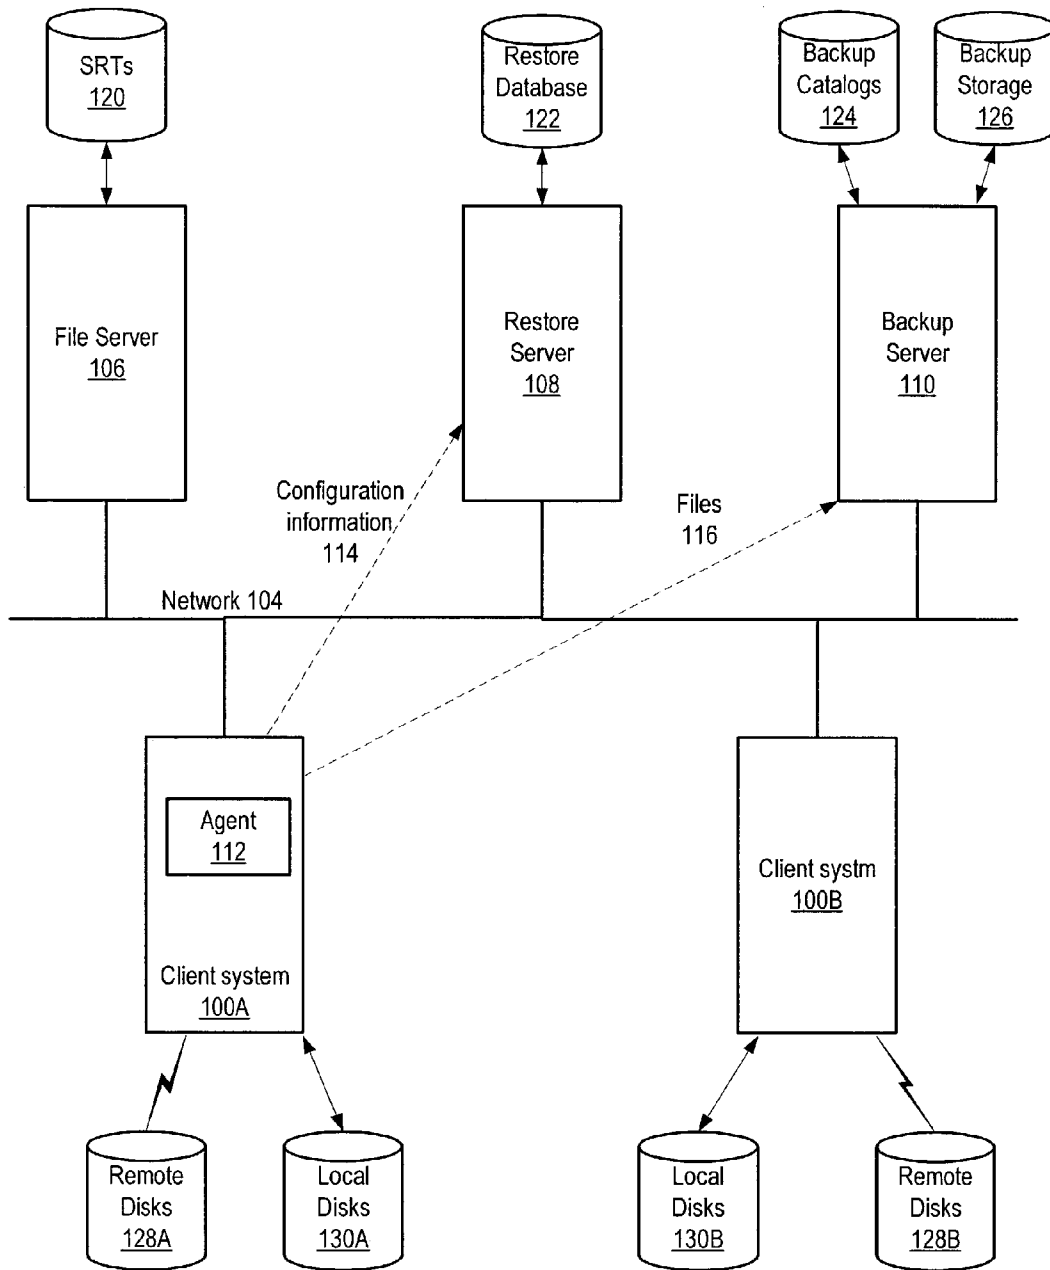 SRTs
120
Restore
Database
122
Backup
Catalogs
124
Backup
Storage
126
File Server
106
Restore
Server
108
Backup
Server
110
Configuration
information
114
Files
116
Network 104
Agent
112
Client system
100A
Client systm
100B
Remote
Disks
128A
Local
Disks
130A
Local
Disks
130B
Remote
Disks
128B